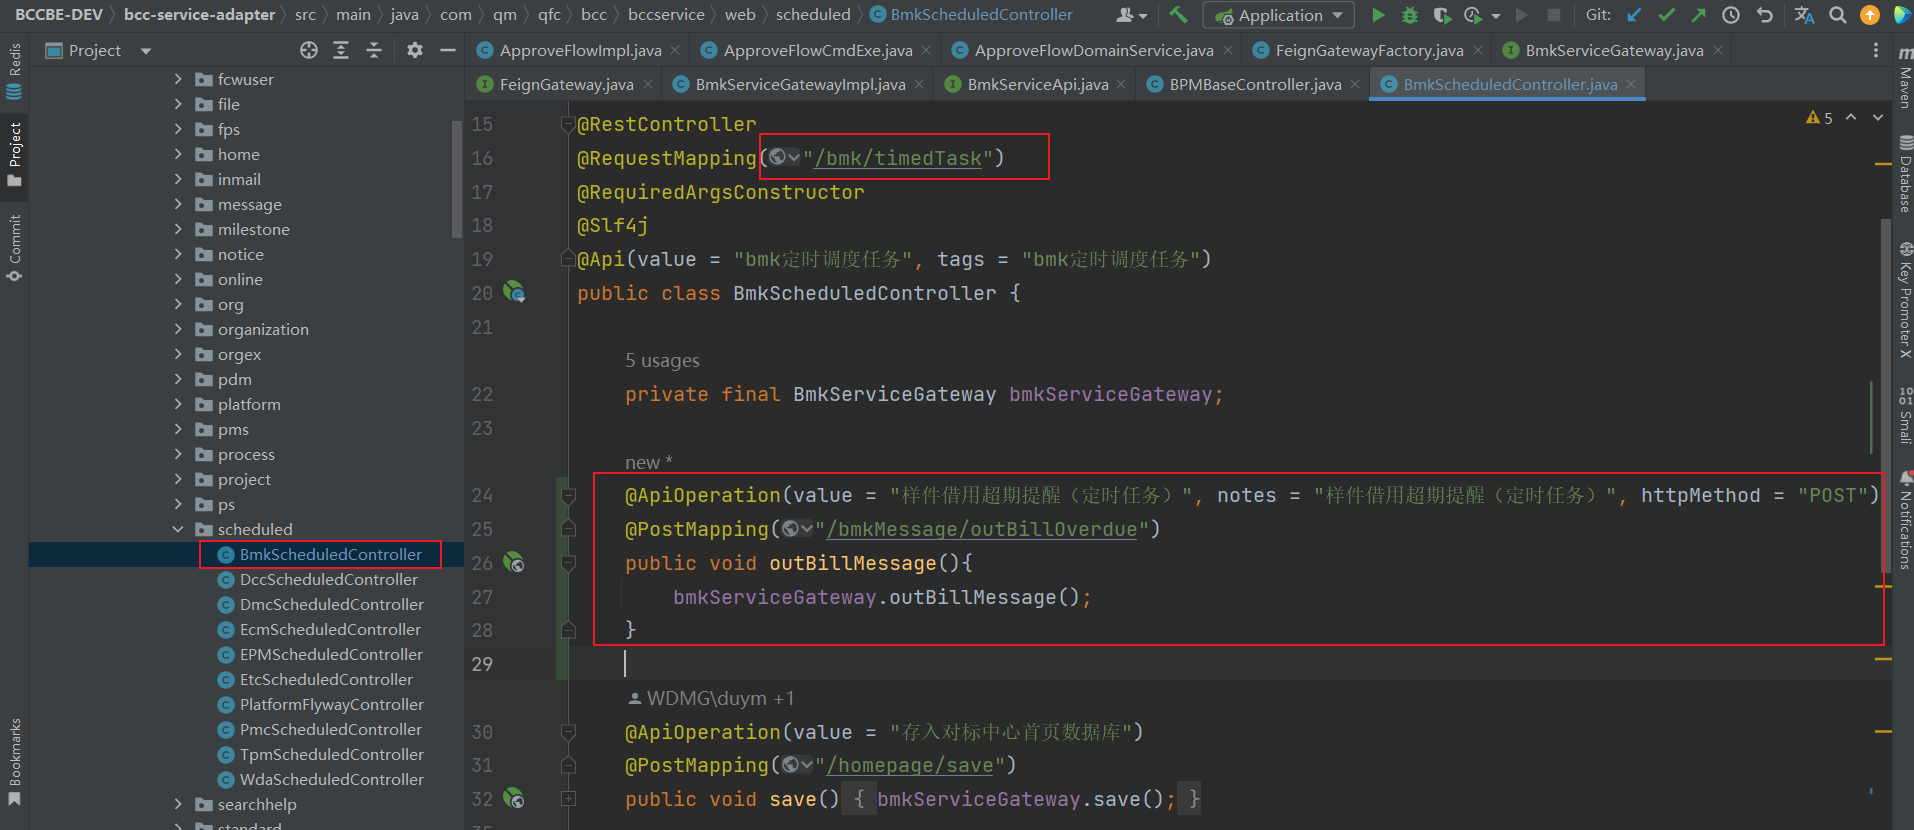 BCCBE-DEV bcc-service-adapter src main java com qm qfc bcc bccservice web scheduled BmkScheduledController
Application
Git:
Project
ApproveFlowImpl.java
ApproveFlowCmdExe.java
ApproveFlowDomainService.java
FeignGatewayFactory.java
BmkServiceGateway.java
FeignGateway.java
BmkServiceGatewayImpl.java
BmkServiceApi.java
BPMBaseController.java
BmkScheduledController.java
Redis
Project
Commit
Bookmarks
fcwuser
file
fps
home
inmail
message
milestone
notice
online
org
organization
orgex
pdm
platform
pms
process
project
ps
scheduled
BmkScheduledController
DccScheduledController
DmcScheduledController
EcmScheduledController
EPMScheduledController
EtcScheduledController
PlatformFlywayController
PmcScheduledController
TpmScheduledController
WdaScheduledController
searchhelp
standard
5
15 @RestController
16 @RequestMapping("/bmk/timedTask")
17 @RequiredArgsConstructor
18 @Slf4j
19 @Api(value = "bmk定时调度任务", tags = "bmk定时调度任务")
20 public class BmkScheduledController {
21
5 usages
22 private final BmkServiceGateway bmkServiceGateway;
23
new *
24 @ApiOperation(value = "样件借用超期提醒（定时任务）", notes = "样件借用超期提醒（定时任务）", httpMethod = "POST")
25 @PostMapping("/bmkMessage/outBillOverdue")
26 public void outBillMessage(){
27 bmkServiceGateway.outBillMessage();
28 }
29
WDMG\duym +1
30 @ApiOperation(value = "存入对标中心首页数据库")
31 @PostMapping("/homepage/save")
32 public void save() { bmkServiceGateway.save(); }
m
Maven
Database
Key Promoter X
Smali
Notifications